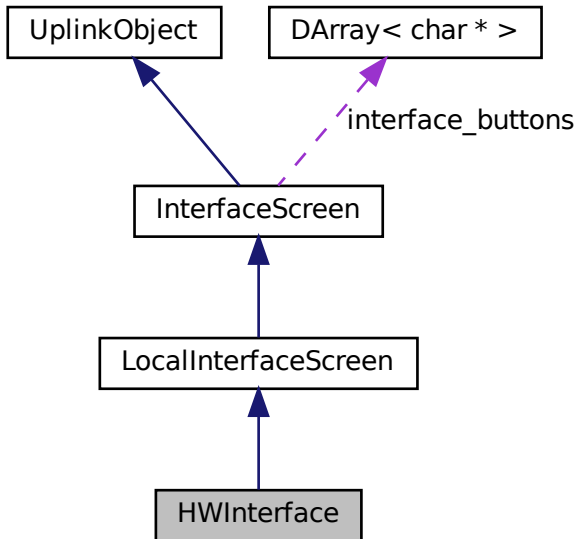 UplinkObject
DArray< char * >
interface_buttons
InterfaceScreen
LocalInterfaceScreen
HWInterface